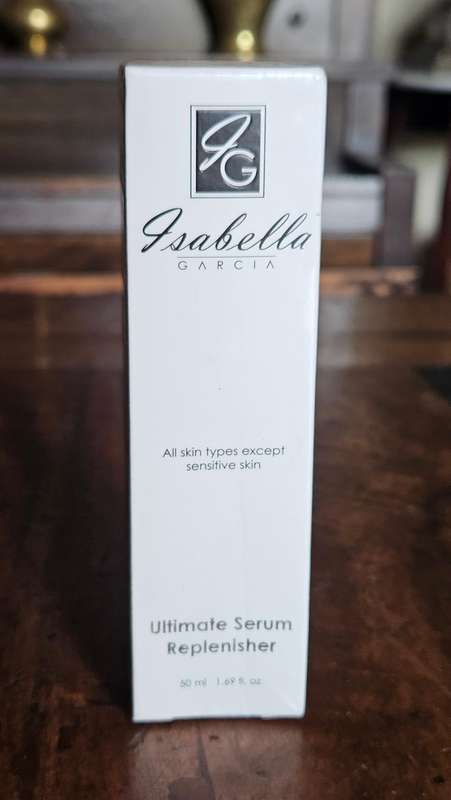 IG
Isabella
GARCIA
All skin types except
sensitive skin
Ultimate Serum
Replenisher
50 ml 1.69 fl. oz.